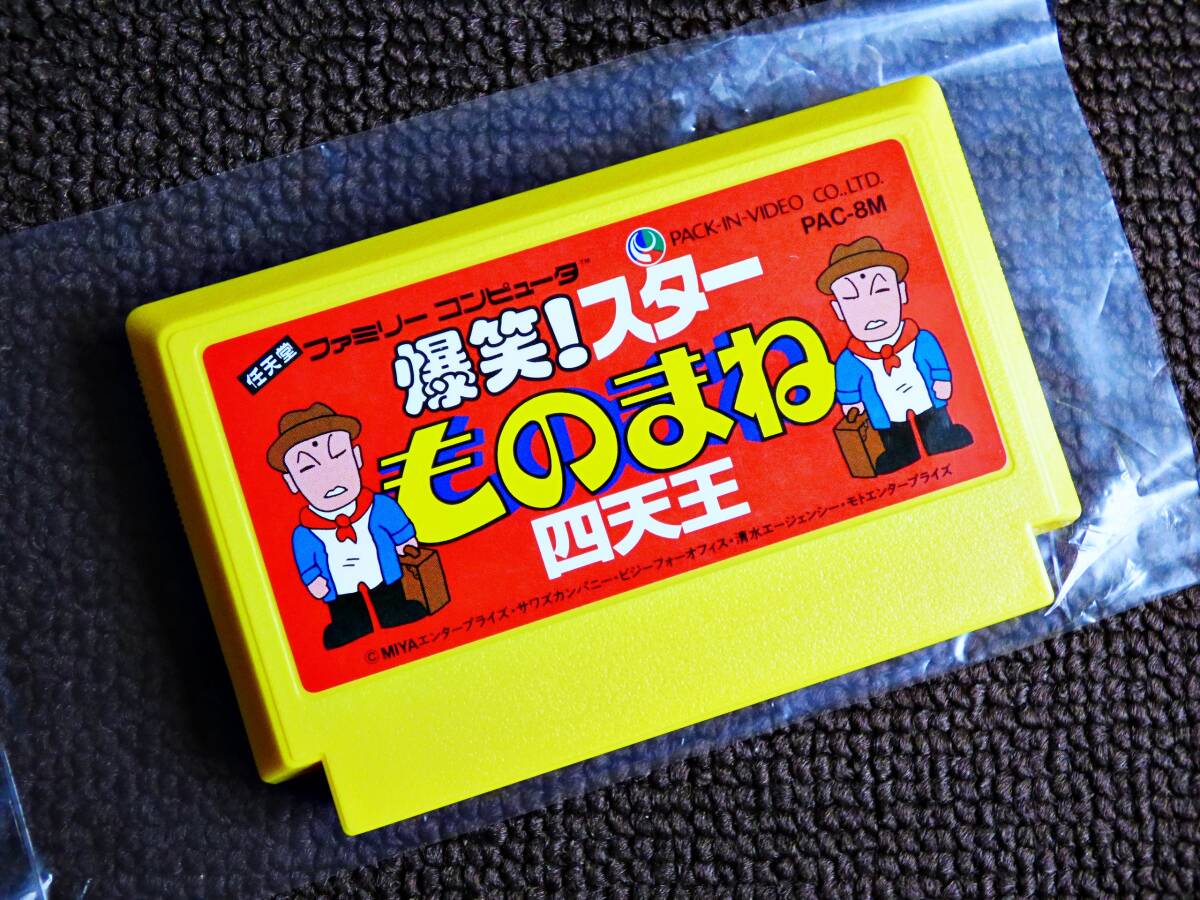 PACK-IN-VIDEO CO.,LTD.
PAC-8M
任天堂 ファミリー コンピュータ™
爆笑!スター
ものまね
四天王
©MIYAエンタープライズ・サワズカンパニー・ビジーフォーオフィス・清水エージェンシー・モトエンタープライズ